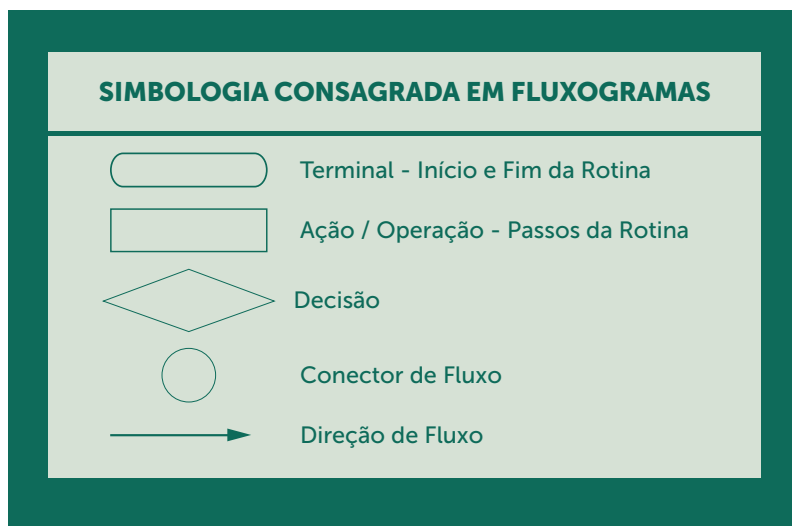 SIMBOLOGIA CONSAGRADA EM FLUXOGRAMAS
Terminal - Início e Fim da Rotina
Ação / Operação - Passos da Rotina
Decisão
Conector de Fluxo
Direção de Fluxo